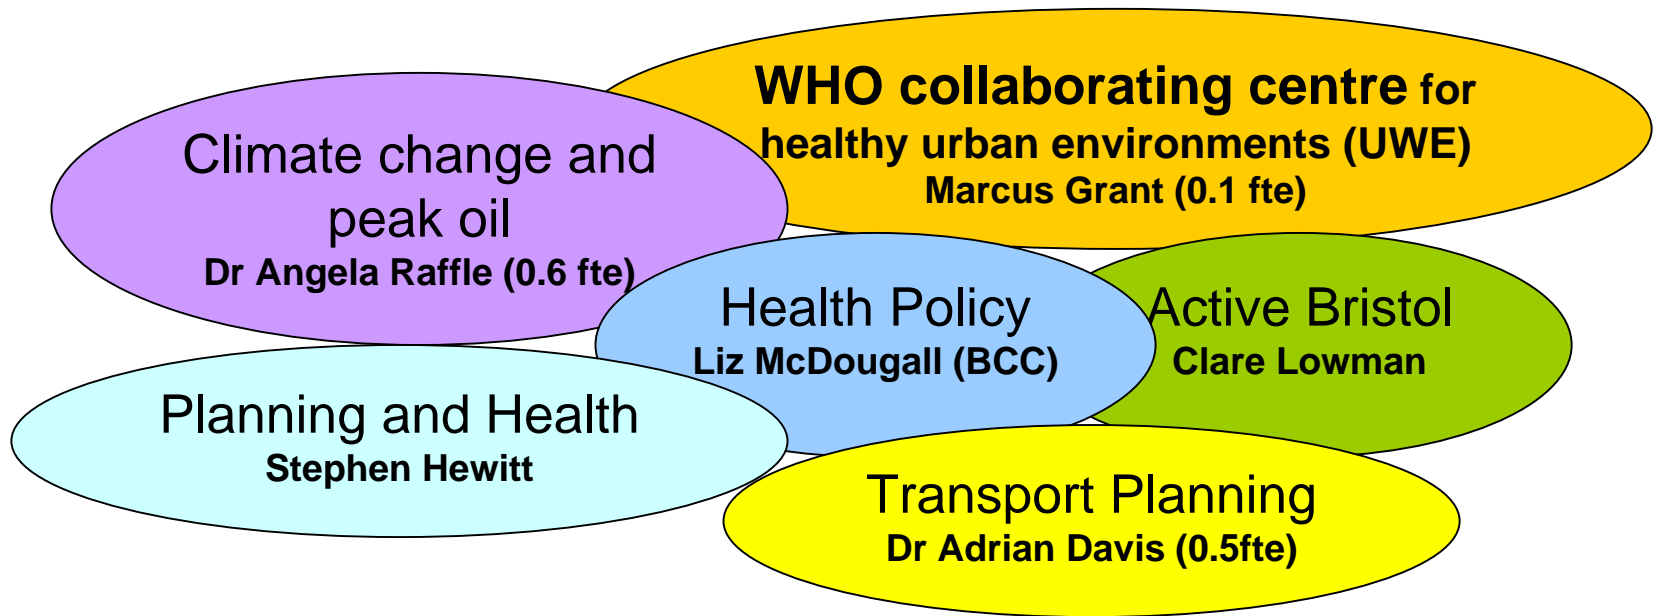 WHO collaborating centre for
healthy urban environments (UWE)
Marcus Grant (0.1 fte)
Climate change and
peak oil
Dr Angela Raffle (0.6 fte)
Health Policy
Liz McDougall (BCC)
Active Bristol
Clare Lowman
Planning and Health
Stephen Hewitt
Transport Planning
Dr Adrian Davis (0.5fte)